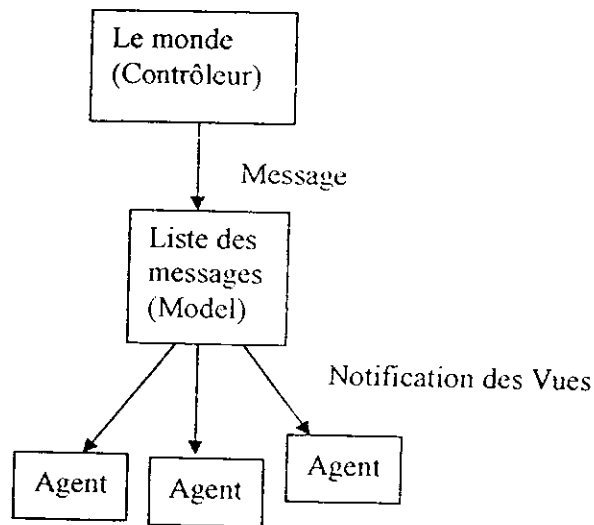 Le monde
(Contrôleur)
Message
Liste des
messages
(Model)
Notification des Vues
Agent
Agent
Agent